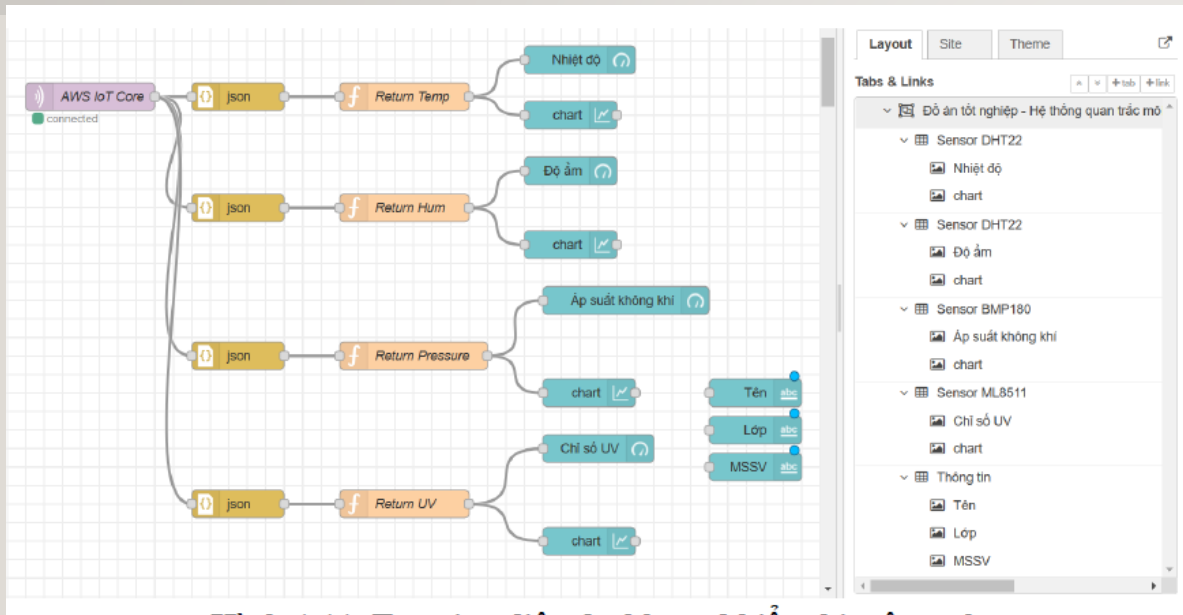 AWS IoT Core
connected
json
Return Temp
Nhiệt độ
chart
json
Return Hum
Độ ẩm
chart
json
Return Pressure
Áp suất không khí
chart
json
Return UV
Chỉ số UV
chart
Tên abc
Lớp abc
MSSV abc
Layout Site Theme
Tabs & Links
+tab +link
Đồ án tốt nghiệp - Hệ thống quan trắc mô
Sensor DHT22
Nhiệt độ
chart
Sensor DHT22
Độ ẩm
chart
Sensor BMP180
Áp suất không khí
chart
Sensor ML8511
Chỉ số UV
chart
Thông tin
Tên
Lớp
MSSV